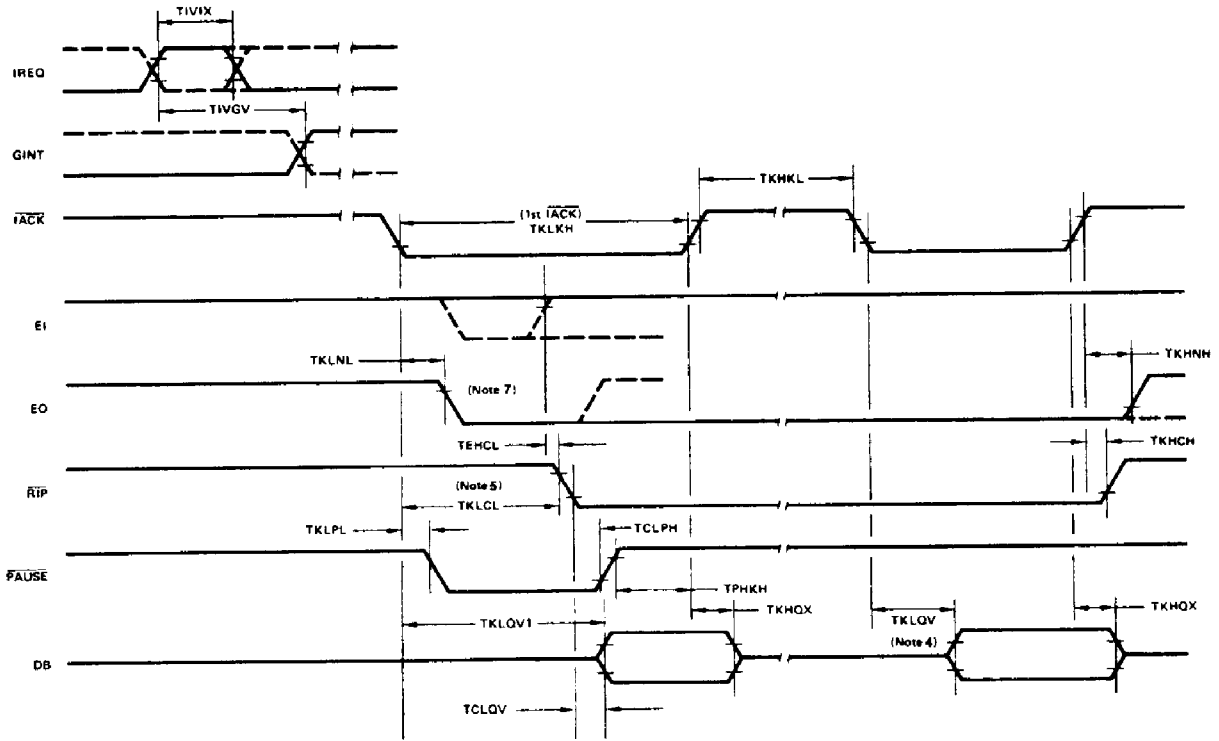 TIVIX
IREQ
TIVGV
GINT
TKHKL
IACK
(1st IACK)
TKLKH
EI
TKLNL
TKHNH
EO
(Note 7)
TEHCL
TKHCH
RIP
(Note 5)
TKLCL
TKLPL
TCLPH
PAUSE
TPHKH
TKHQX
TKLQV1
TKLQV
(Note 4)
TKHQX
DB
TCLQV